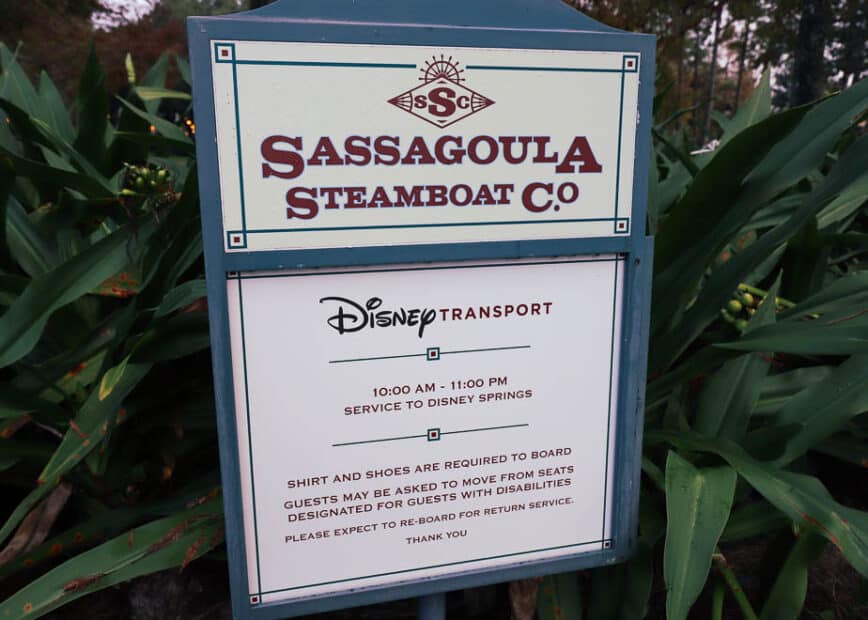 SSC
SASSAGOULA
STEAMBOAT CO.
DISNEY TRANSPORT
10:00 AM - 11:00 PM
SERVICE TO DISNEY SPRINGS
SHIRT AND SHOES ARE REQUIRED TO BOARD
GUESTS MAY BE ASKED TO MOVE FROM SEATS
DESIGNATED FOR GUESTS WITH DISABILITIES
PLEASE EXPECT TO RE-BOARD FOR RETURN SERVICE.
THANK YOU